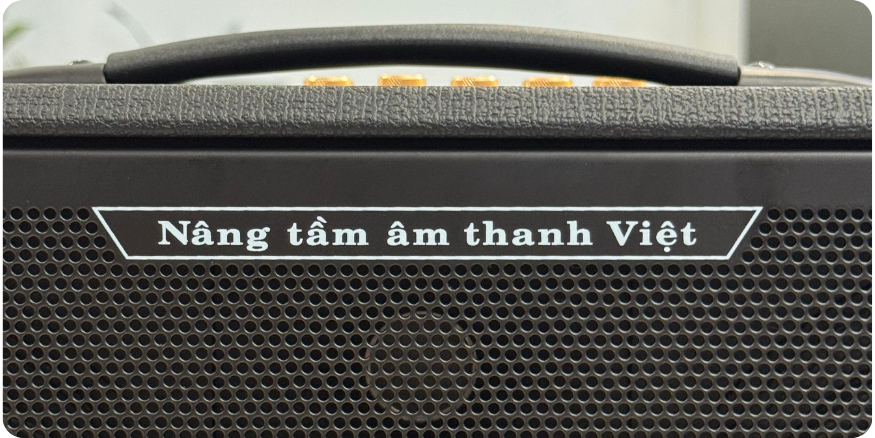 Nâng tầm âm thanh Việt